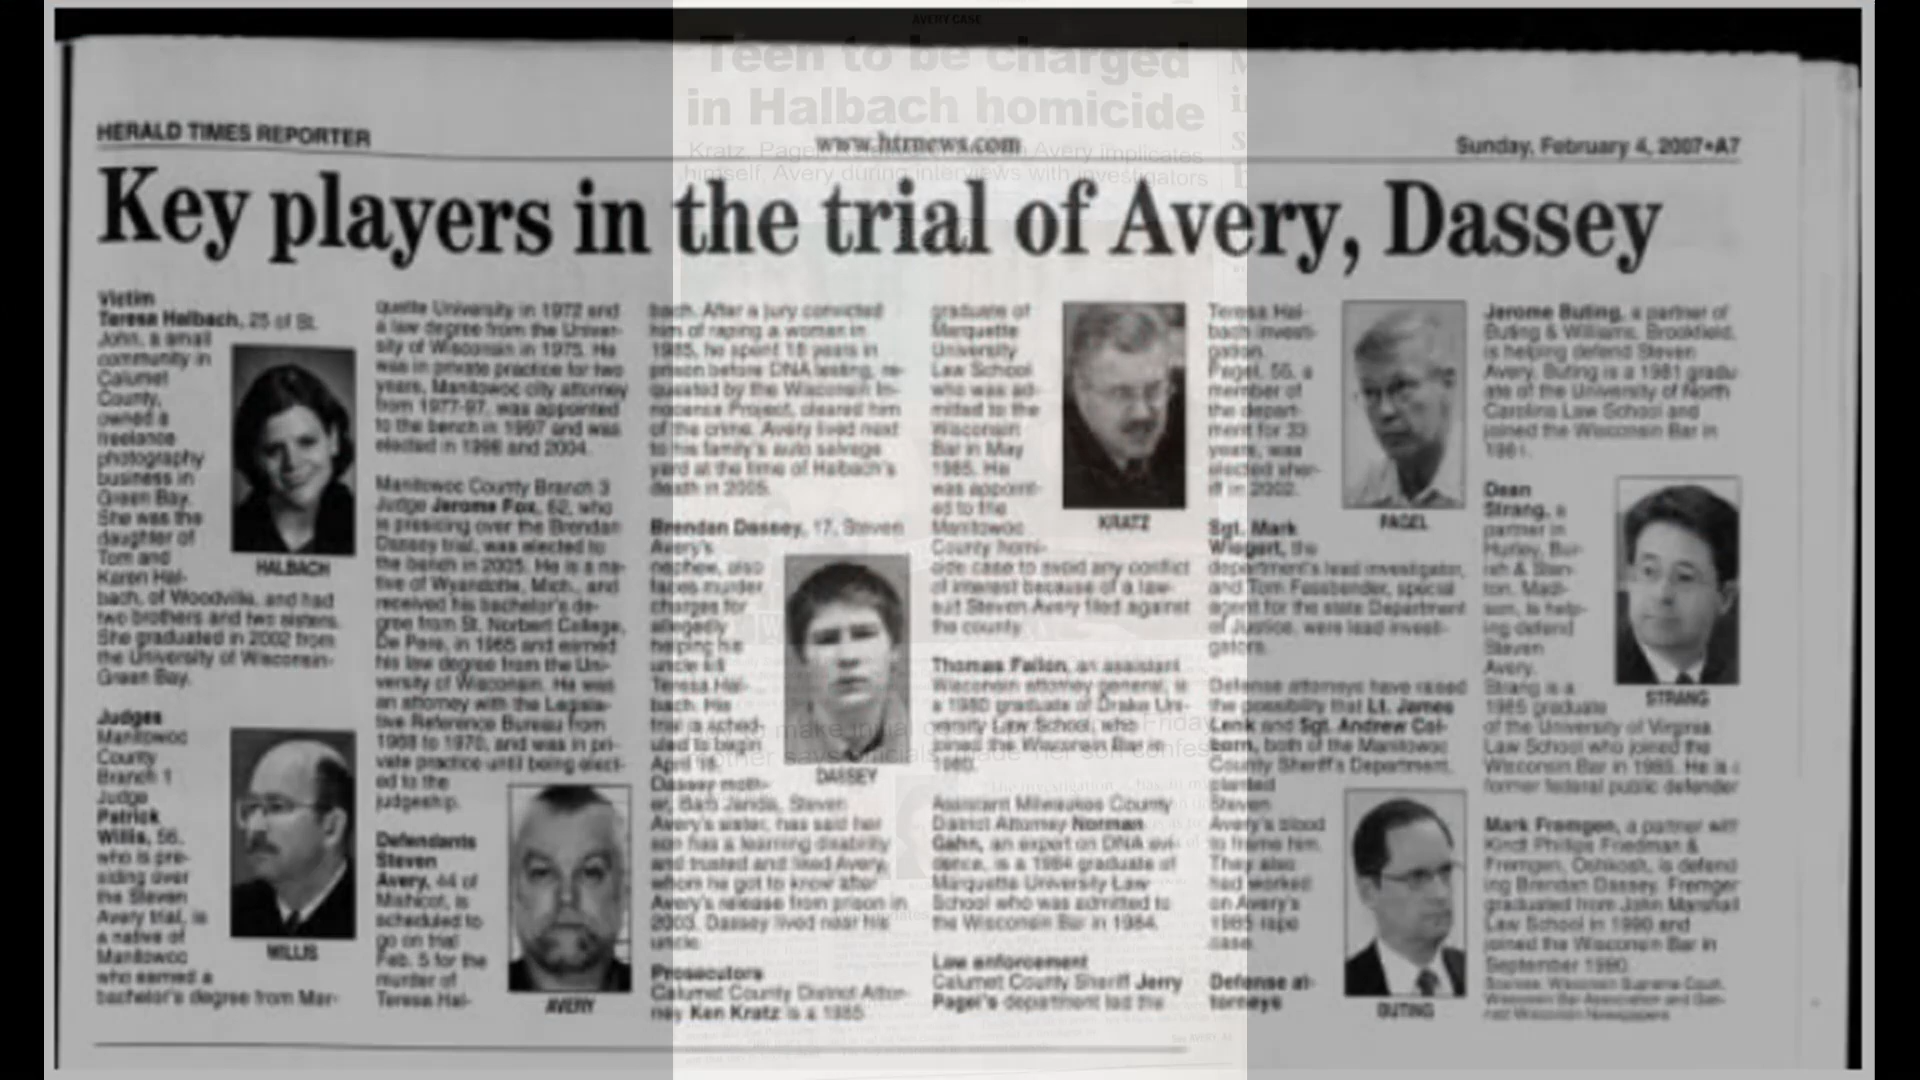 AVERY CASE
Teen to be charged
in Halbach homicide
HERALD TIMES REPORTER
www.htrnews.com
Sunday, February 4, 2007•A7
Kratz, Pagel
Avery implicates
himself, Avery during interviews with investigators
Key players in the trial of Avery, Dassey
Victim
Teresa Halbach, 25 of St.
John, a small
community in
Calumet
County,
owned a
freelance
photography
business in
Green Bay.
She was the
daughter of
Tom and
Karen Hal-
bach, of Woodville, and had
two brothers and two sisters.
She graduated in 2002 from
the University of Wisconsin-
Green Bay.
HALBACH
Judges
Manitowoc
County
Branch 1
Judge
Patrick
Willis, 56,
who is pre-
siding over
the Steven
Avery trial, is
a native of
Manitowoc
who earned a
bachelor's degree from Mar-
WILLIS
quette University in 1972 and
a law degree from the Univer-
sity of Wisconsin in 1975. He
was in private practice for two
years, Manitowoc city attorney
from 1977-97, was appointed
to the bench in 1997 and was
elected in 1998 and 2004.
Manitowoc County Branch 3
Judge Jerome Fox, 62, who
is presiding over the Brendan
Dassey trial, was elected to
the bench in 2005. He is a na-
tive of Wyandotte, Mich., and
received his bachelor's de-
gree from St. Norbert College,
De Pere, in 1966 and earned
his law degree from the Uni-
versity of Wisconsin. He was
an attorney with the Legisla-
tive Reference Bureau from
1968 to 1970, and was in pri-
vate practice until being elect-
ed to the
judgeship.
Defendants
Steven
Avery, 44 of
Mishicot, is
scheduled to
go on trial
Feb. 5 for the
murder of
Teresa Hal-
AVERY
bach. After a jury convicted
him of raping a woman in
1985, he spent 18 years in
prison before DNA testing, re-
quested by the Wisconsin In-
nocense Project, cleared him
of the crime. Avery lived next
to his family's auto salvage
yard at the time of Halbach's
death in 2005.
Brendan Dassey, 17, Steven
Avery's
nephew, also
faces murder
charges for
allegedly
helping his
uncle kill
Teresa Hal-
bach. His
trial is sched-
uled to begin
April 16.
Dassey moth-
er, Barb Janda, Steven
Avery's sister, has said her
son has a learning disability
and trusted and liked Avery,
whom he got to know after
Avery's release from prison in
2003. Dassey lived near his
uncle.
DASSEY
Prosecutors
Calumet County District Attor-
ney Ken Kratz is a 1985
graduate of
Marquette
University
Law School
who was ad-
mitted to the
Wisconsin
Bar in May
1985. He
was appoint-
ed to the
Manitowoc
County homi-
cide case to avoid any conflict
of interest because of a law-
suit Steven Avery filed against
the county.
KRATZ
Thomas Fallon, an assistant
Wisconsin attorney general, is
a 1980 graduate of Drake Uni-
versity Law School, who
joined the Wisconsin Bar in
1980.
Assistant Milwaukee County
District Attorney Norman
Gahn, an expert on DNA evi-
dence, is a 1984 graduate of
Marquette University Law
School who was admitted to
the Wisconsin Bar in 1984.
Law enforcement
Calumet County Sheriff Jerry
Pagel's department led the
Teresa Hal-
bach investi-
gation.
Pagel, 56, a
member of
the depart-
ment for 33
years, was
elected sher-
iff in 2002.
PAGEL
Sgt. Mark
Wiegert, the
department's lead investigator,
and Tom Fassbender, special
agent for the state Department
of Justice, were lead investi-
gators.
Defense attorneys have raised
the possibility that Lt. James
Lenk and Sgt. Andrew Col-
born, both of the Manitowoc
County Sheriff's Department,
planted
Steven
Avery's blood
to frame him.
They also
had worked
on Avery's
1985 rape
case.
Defense at-
torneys
BUTING
Jerome Buting, a partner of
Buting & Williams, Brookfield,
is helping defend Steven
Avery. Buting is a 1981 gradu-
ate of the University of North
Carolina Law School and
joined the Wisconsin Bar in
1981.
Dean
Strang, a
partner in
Hurley, Bur-
ish & Stan-
ton, Madi-
son, is help-
ing defend
Steven
Avery.
Strang is a
1985 graduate
of the University of Virginia
Law School who joined the
Wisconsin Bar in 1985. He is a
former federal public defender
STRANG
Mark Fremgen, a partner with
Kindt Phillips Friedman &
Fremgen, Oshkosh, is defend
ing Brendan Dassey. Fremgen
graduated from John Marshall
Law School in 1990 and
joined the Wisconsin Bar in
September 1990.
Sources: Wisconsin Supreme Court,
Wisconsin Bar Association and Gan-
nett Wisconsin Newspapers